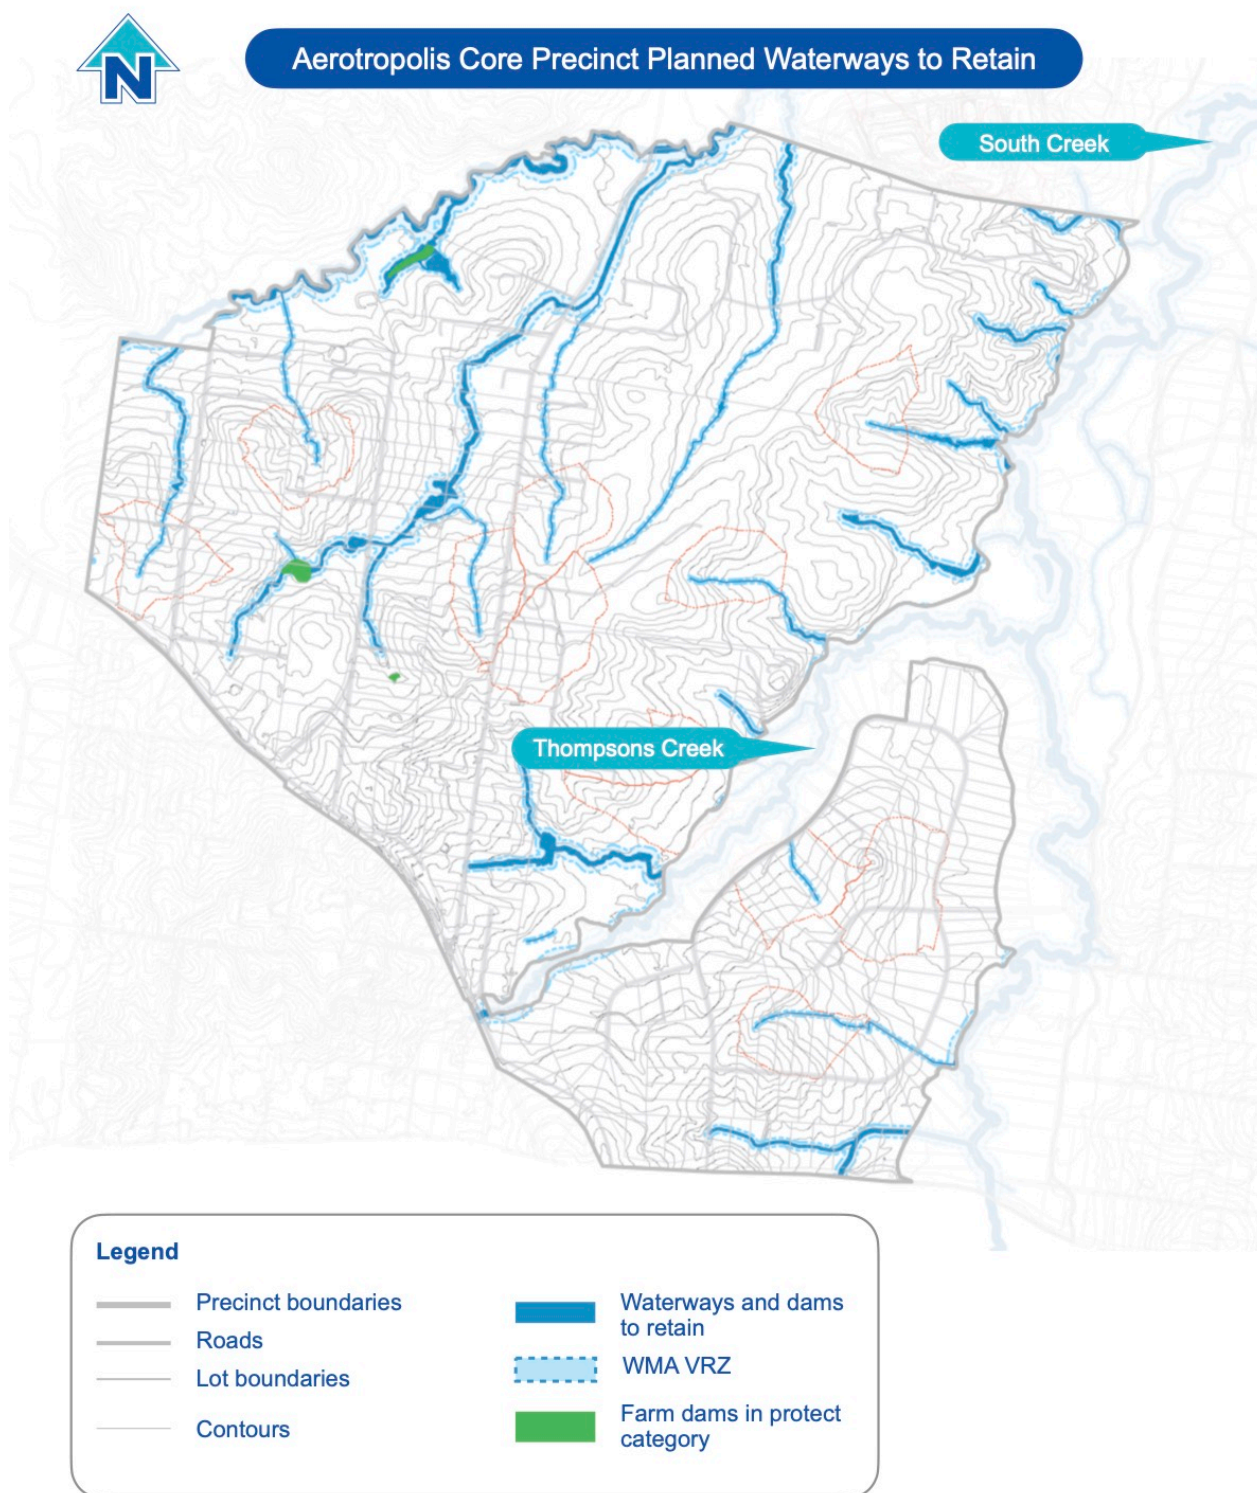 N
Aerotropolis Core Precinct Planned Waterways to Retain
South Creek
Thompsons Creek
Legend
Precinct boundaries
Roads
Lot boundaries
Contours
Waterways and dams
to retain
WMA VRZ
Farm dams in protect
category